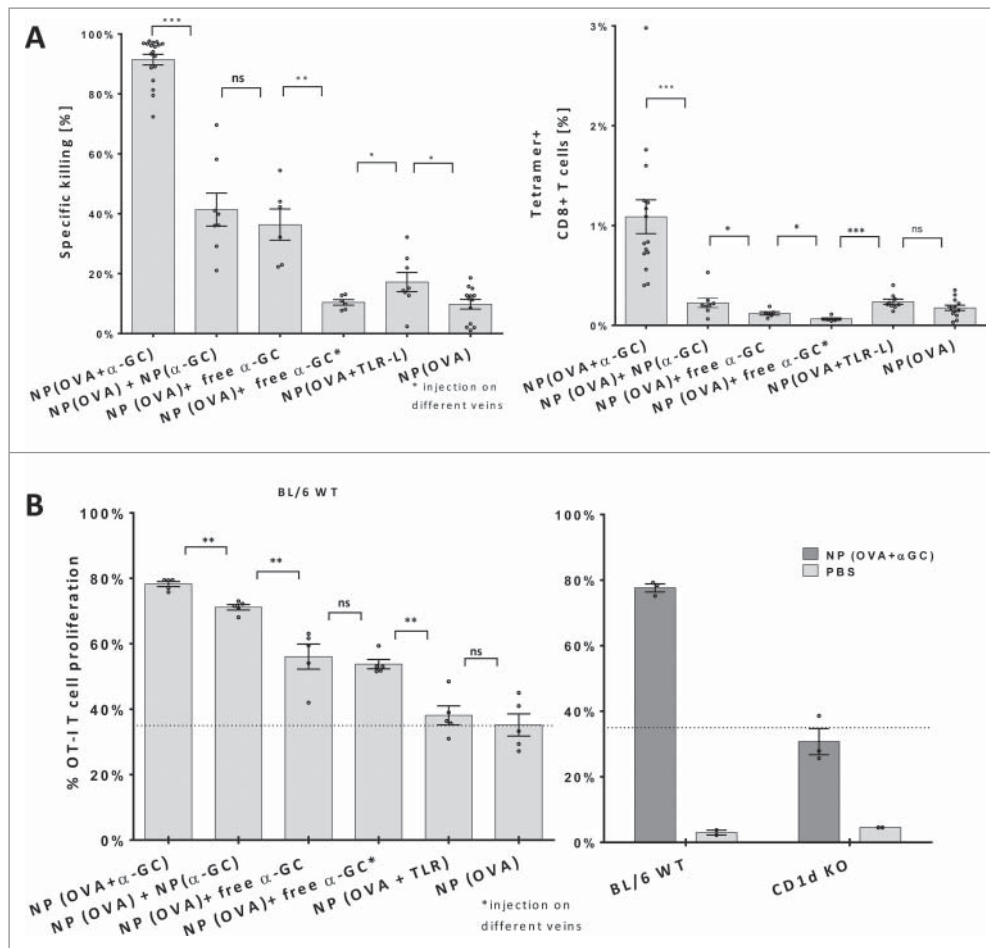 A
Specific killing [%]
100%
80%
60%
40%
20%
0%
***
ns
**
*
*
NP(OVA+α-GC)
NP(OVA) + NP(α-GC)
NP (OVA)+ free α-GC
NP (OVA)+ free α-GC*
NP(OVA+TLR-L)
NP(OVA)
* injection on
different veins
Tetramer+
CD8+ T cells [%]
3%
2%
1%
0%
***
*
*
***
ns
NP(OVA+α-GC)
NP (OVA) + NP(α-GC)
NP (OVA)+ free α-GC
NP (OVA)+ free α-GC*
NP(OVA+TLR-L)
NP(OVA)
B
BL/6 WT
% OT-I T cell proliferation
100%
80%
60%
40%
20%
0%
**
**
ns
**
ns
NP (OVA+α-GC)
NP (OVA) + NP(α-GC)
NP (OVA)+ free α-GC
NP (OVA)+ free α-GC*
NP (OVA + TLR)
NP (OVA)
*injection on
different veins
100%
80%
60%
40%
20%
0%
NP (OVA+αGC)
PBS
BL/6 WT
CD1d KO